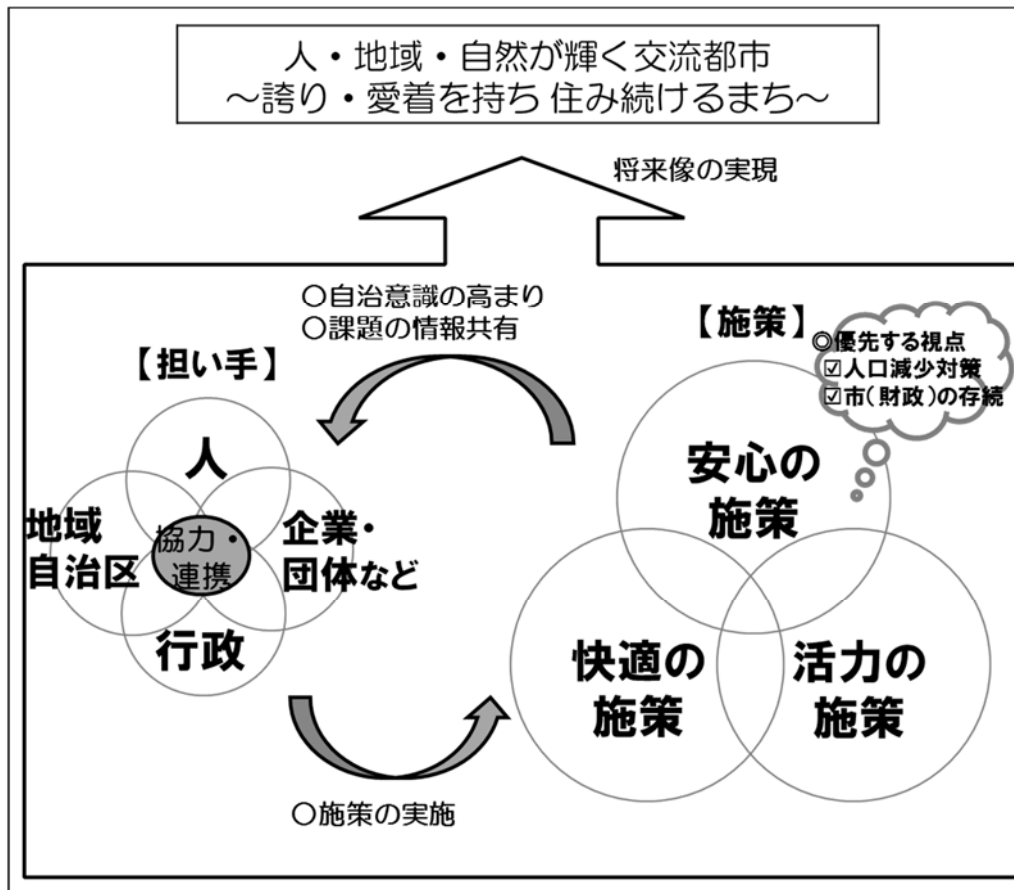 人・地域・自然が輝く交流都市
～誇り・愛着を持ち 住み続けるまち～
将来像の実現
○自治意識の高まり
○課題の情報共有
【担い手】
人
地域
自治区
協力・
連携
企業・
団体など
行政
○施策の実施
【施策】
◎優先する視点
☑人口減少対策
☑市（財政）の存続
安心の
施策
快適の
施策
活力の
施策